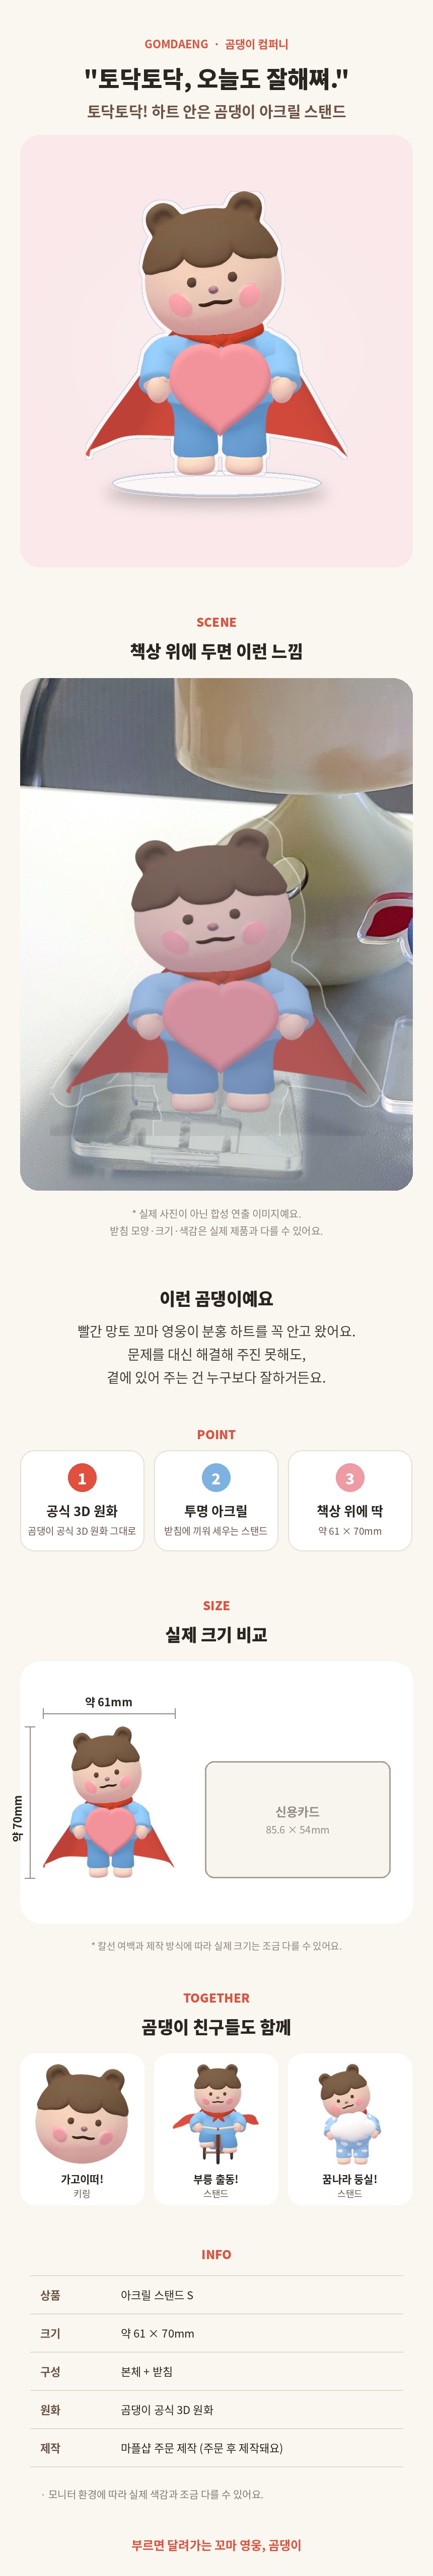 GOMDAENG · 곰댕이 컴퍼니
"토닥토닥, 오늘도 잘해쪄."
토닥토닥! 하트 안은 곰댕이 아크릴 스탠드
SCENE
책상 위에 두면 이런 느낌
* 실제 사진이 아닌 합성 연출 이미지예요.
받침 모양·크기·색감은 실제 제품과 다를 수 있어요.
이런 곰댕이예요
빨간 망토 꼬마 영웅이 분홍 하트를 꼭 안고 왔어요.
문제를 대신 해결해 주진 못해도,
곁에 있어 주는 건 누구보다 잘하거든요.
POINT
1
공식 3D 원화
곰댕이 공식 3D 원화 그대로
2
투명 아크릴
받침에 끼워 세우는 스탠드
3
책상 위에 딱
약 61 × 70mm
SIZE
실제 크기 비교
약 61mm
약 70mm
신용카드
85.6 × 54mm
* 칼선 여백과 제작 방식에 따라 실제 크기는 조금 다를 수 있어요.
TOGETHER
곰댕이 친구들도 함께
가고이떠!
키링
부릉 출동!
스탠드
꿈나라 둥실!
스탠드
INFO
상품 아크릴 스탠드 S
크기 약 61 × 70mm
구성 본체 + 받침
원화 곰댕이 공식 3D 원화
제작 마플샵 주문 제작 (주문 후 제작돼요)
· 모니터 환경에 따라 실제 색감과 조금 다를 수 있어요.
부르면 달려가는 꼬마 영웅, 곰댕이